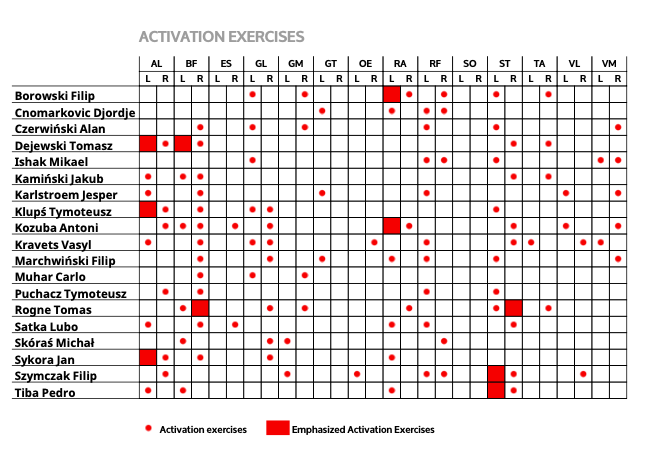 ACTIVATION EXERCISES
AL BF ES GL GM GT OE RA RF SO ST TA VL VM
L R L R L R L R L R L R L R L R L R L R L R L R L R L R
Borowski Filip
Cnomarkovic Djordje
Czerwiński Alan
Dejewski Tomasz
Ishak Mikael
Kamiński Jakub
Karlstroem Jesper
Klupś Tymoteusz
Kozuba Antoni
Kravets Vasyl
Marchwiński Filip
Muhar Carlo
Puchacz Tymoteusz
Rogne Tomas
Satka Lubo
Skóraś Michał
Sykora Jan
Szymczak Filip
Tiba Pedro
Activation exercises Emphasized Activation Exercises